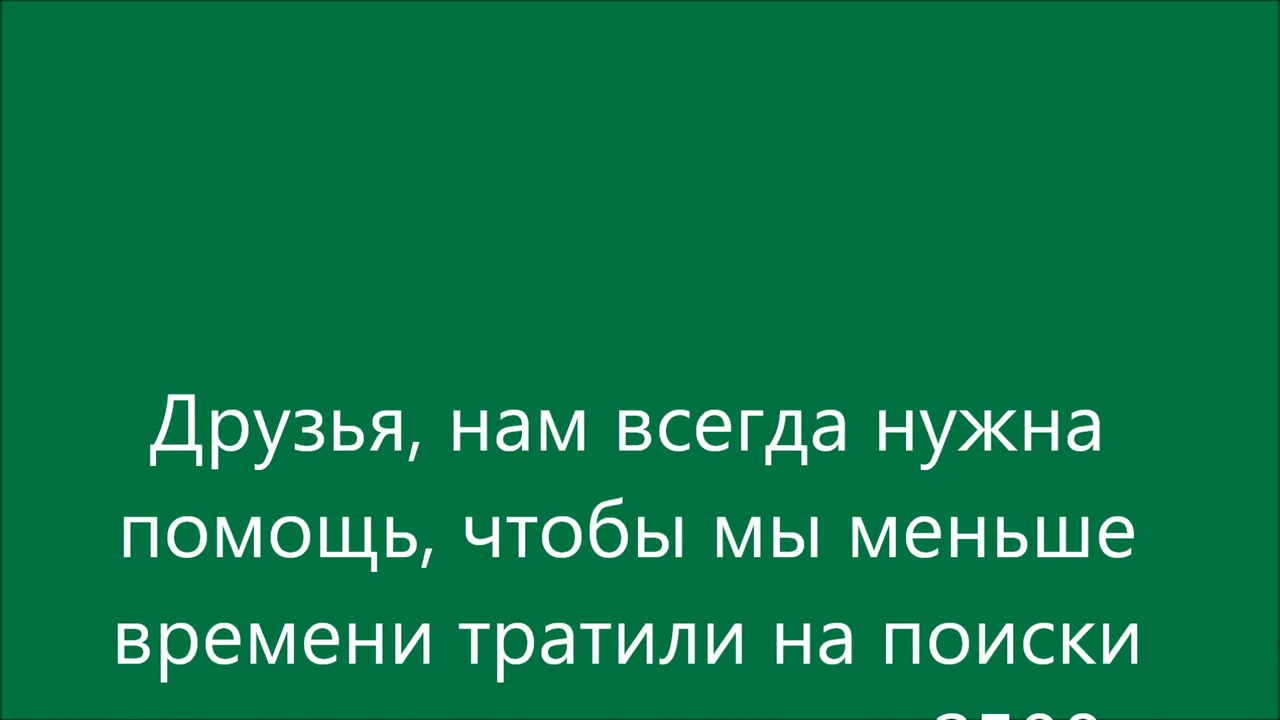 Друзья, нам всегда нужна
помощь, чтобы мы меньше
времени тратили на поиски